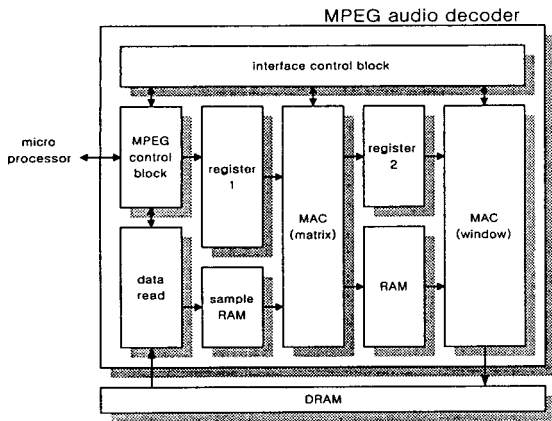 MPEG audio decoder
interface control block
micro
processor
MPEG
control
block
register
1
MAC
(matrix)
register
2
MAC
(window)
data
read
sample
RAM
RAM
DRAM